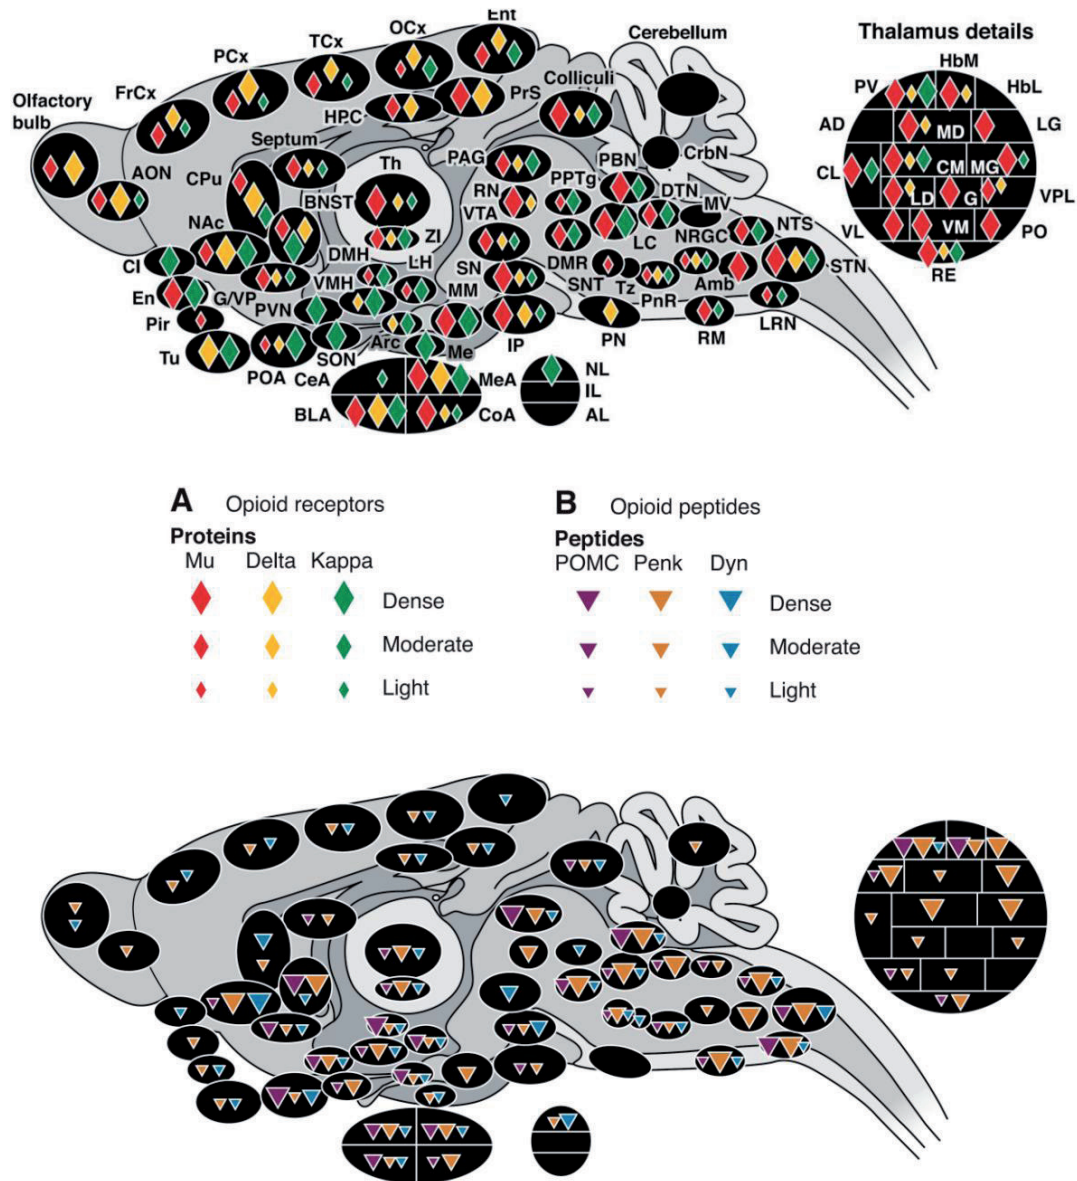 Ent
OCx
TCx
PCx
FrCx
Olfactory
bulb
Cerebellum
Thalamus details
HbM
PV
HbL
Colliculi
PrS
HPC
Septum
AON
CPu
Th
PAG
PBN
CrbN
AD
MD
LG
BNST
RN
PPTg
DTN
CL
CM
MG
VTA
MV
LD
G
VPL
NAc
ZI
LC
NRGC
NTS
VL
VM
PO
DMH
LH
SN
DMR
STN
RE
CI
VMH
MM
SNT
Tz
Amb
En
G/VP
PVN
PnR
Pir
Arc
IP
PN
RM
LRN
Tu
POA
SON
Me
CeA
MeA
NL
IL
BLA
CoA
AL
A Opioid receptors
Proteins
Mu Delta Kappa
Dense
Moderate
Light
B Opioid peptides
Peptides
POMC Penk Dyn
Dense
Moderate
Light